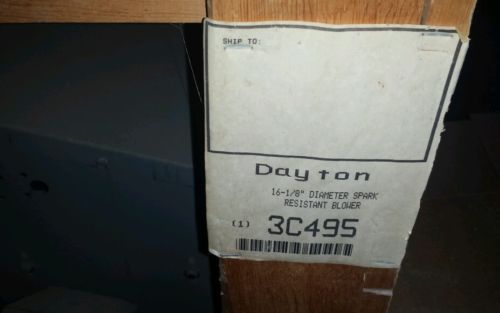 SHIP TO:
Dayton
16-1/8" DIAMETER SPARK
RESISTANT BLOWER
(1) 3C495